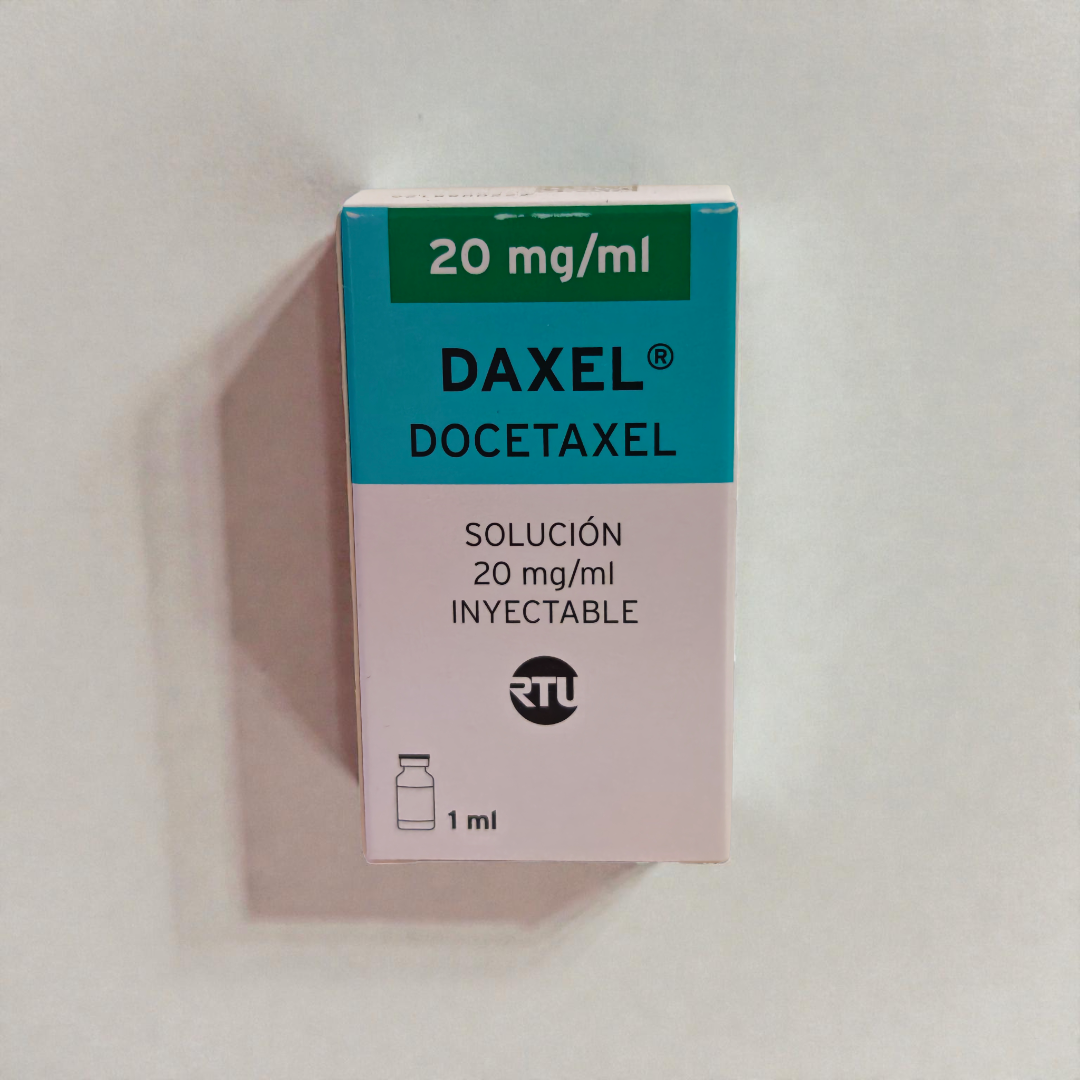 20 mg/ml
DAXEL®
DOCETAXEL
SOLUCIÓN
20 mg/ml
INYECTABLE
RTU
1 ml